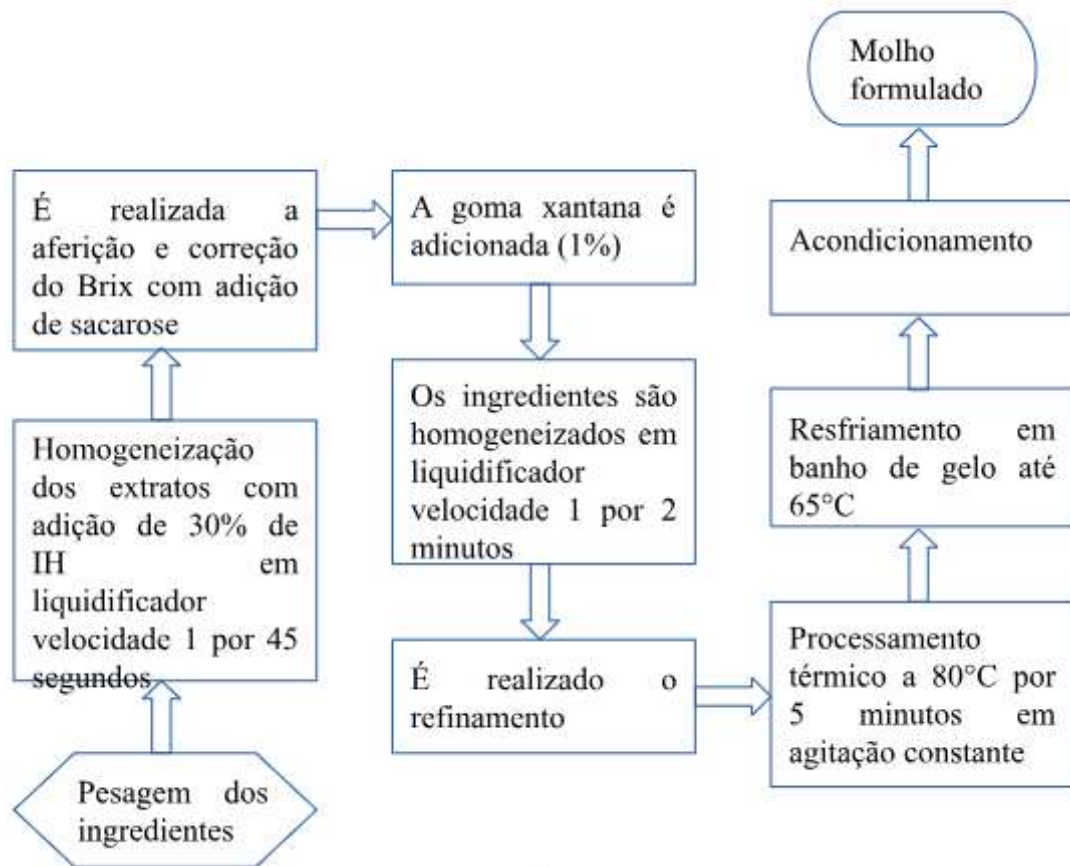 Pesagem dos
ingredientes
Homogeneização
dos extratos com
adição de 30% de
IH em
liquidificador
velocidade 1 por 45
segundos
É realizada a
aferição e correção
do Brix com adição
de sacarose
A goma xantana é
adicionada (1%)
Os ingredientes são
homogeneizados em
liquidificador
velocidade 1 por 2
minutos
É realizado o
refinamento
Processamento
térmico a 80°C por
5 minutos em
agitação constante
Resfriamento em
banho de gelo até
65°C
Acondicionamento
Molho
formulado